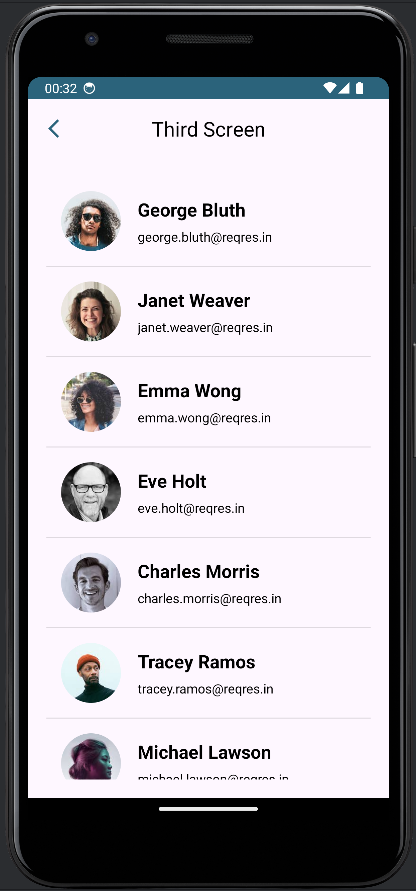 00:32
Third Screen
George Bluth
george.bluth@reqres.in
Janet Weaver
janet.weaver@reqres.in
Emma Wong
emma.wong@reqres.in
Eve Holt
eve.holt@reqres.in
Charles Morris
charles.morris@reqres.in
Tracey Ramos
tracey.ramos@reqres.in
Michael Lawson
michael.lawson@reqres.in